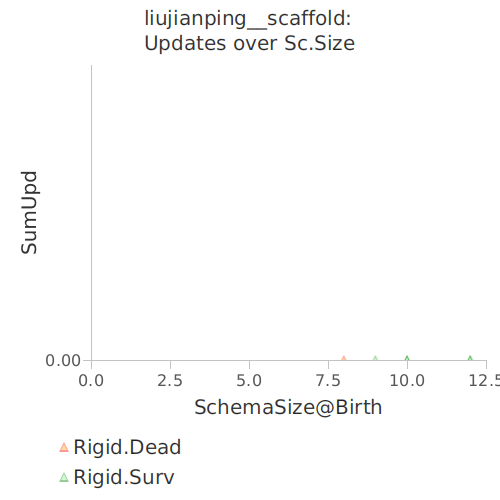 liujianping__scaffold:
Updates over Sc.Size
SumUpd
0.00
0.0 2.5 5.0 7.5 10.0 12.5
SchemaSize@Birth
Rigid.Dead
Rigid.Surv